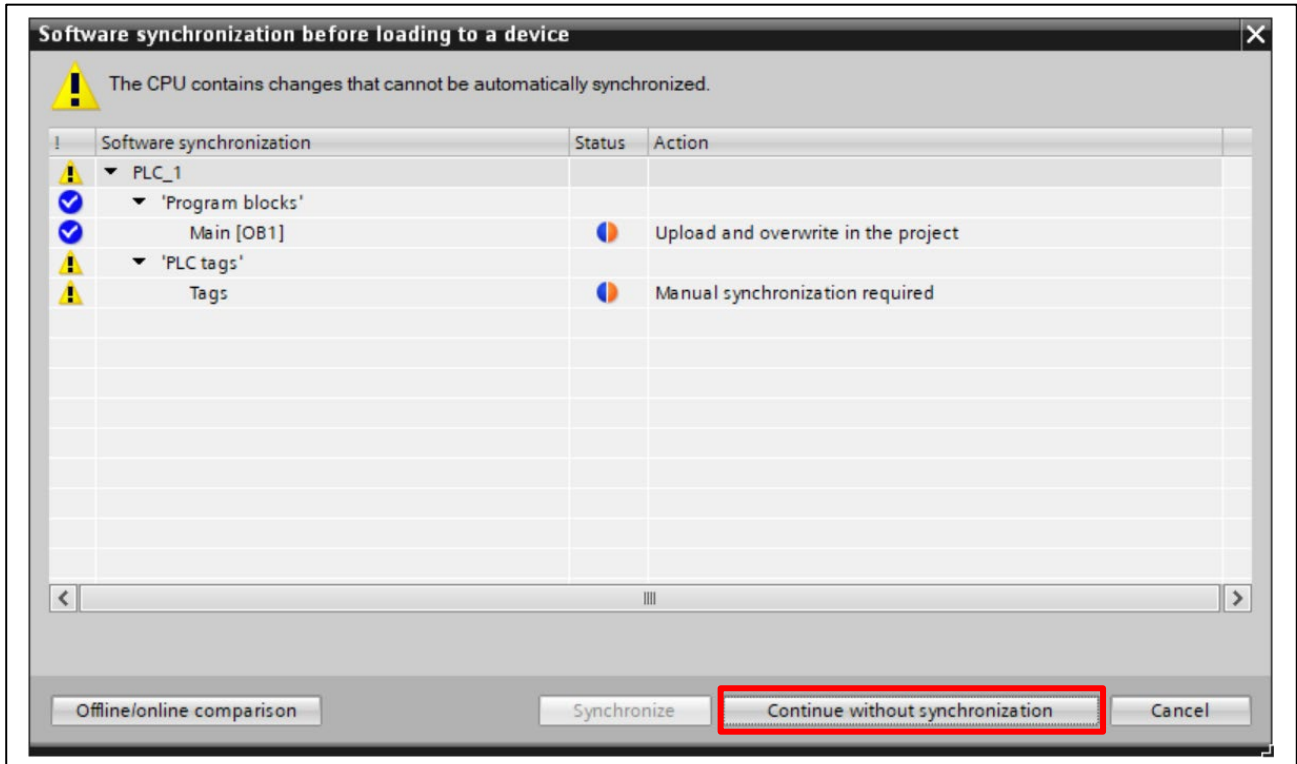 Software synchronization before loading to a device
The CPU contains changes that cannot be automatically synchronized.
! Software synchronization Status Action
PLC_1
'Program blocks'
Main [OB1] Upload and overwrite in the project
'PLC tags'
Tags Manual synchronization required
Offline/online comparison Synchronize Continue without synchronization Cancel